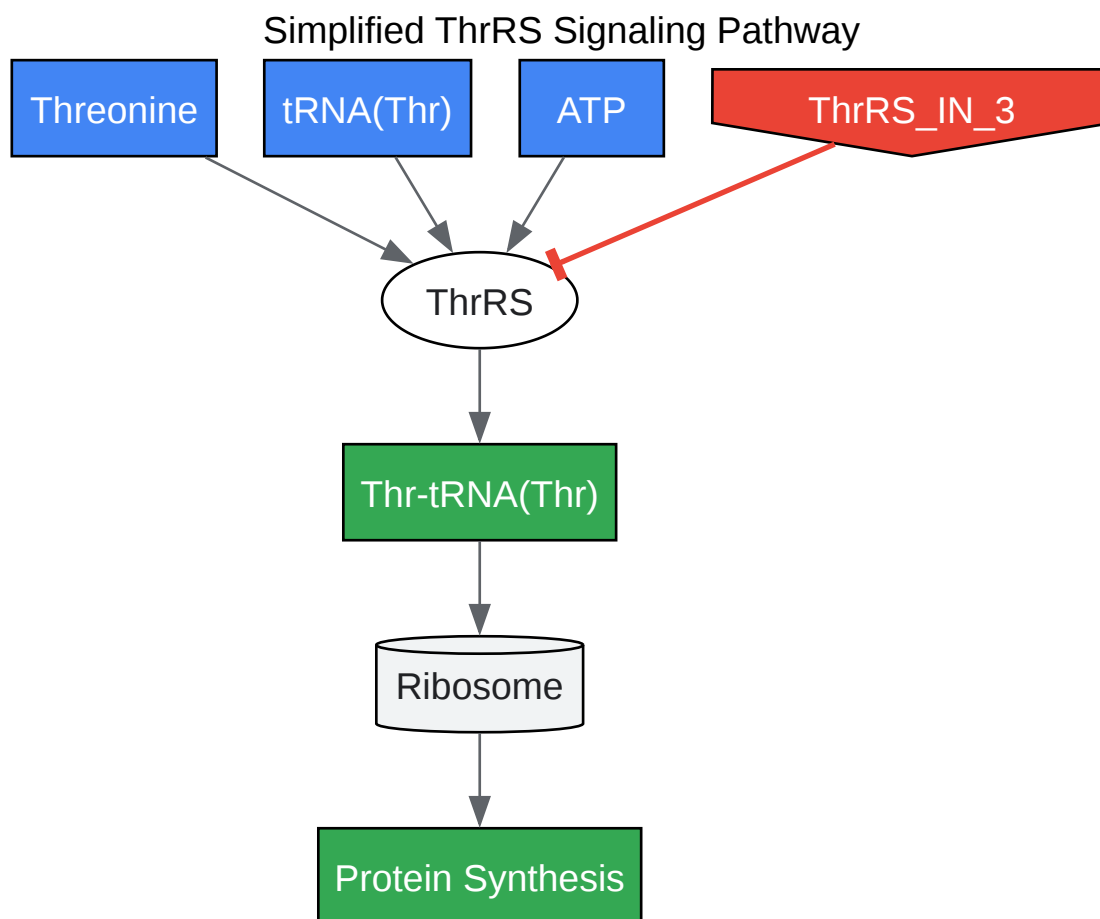 Simplified ThrRS Signaling Pathway
Threonine
tRNA(Thr)
ATP
ThrRS_IN_3
ThrRS
Thr-tRNA(Thr)
Ribosome
Protein Synthesis